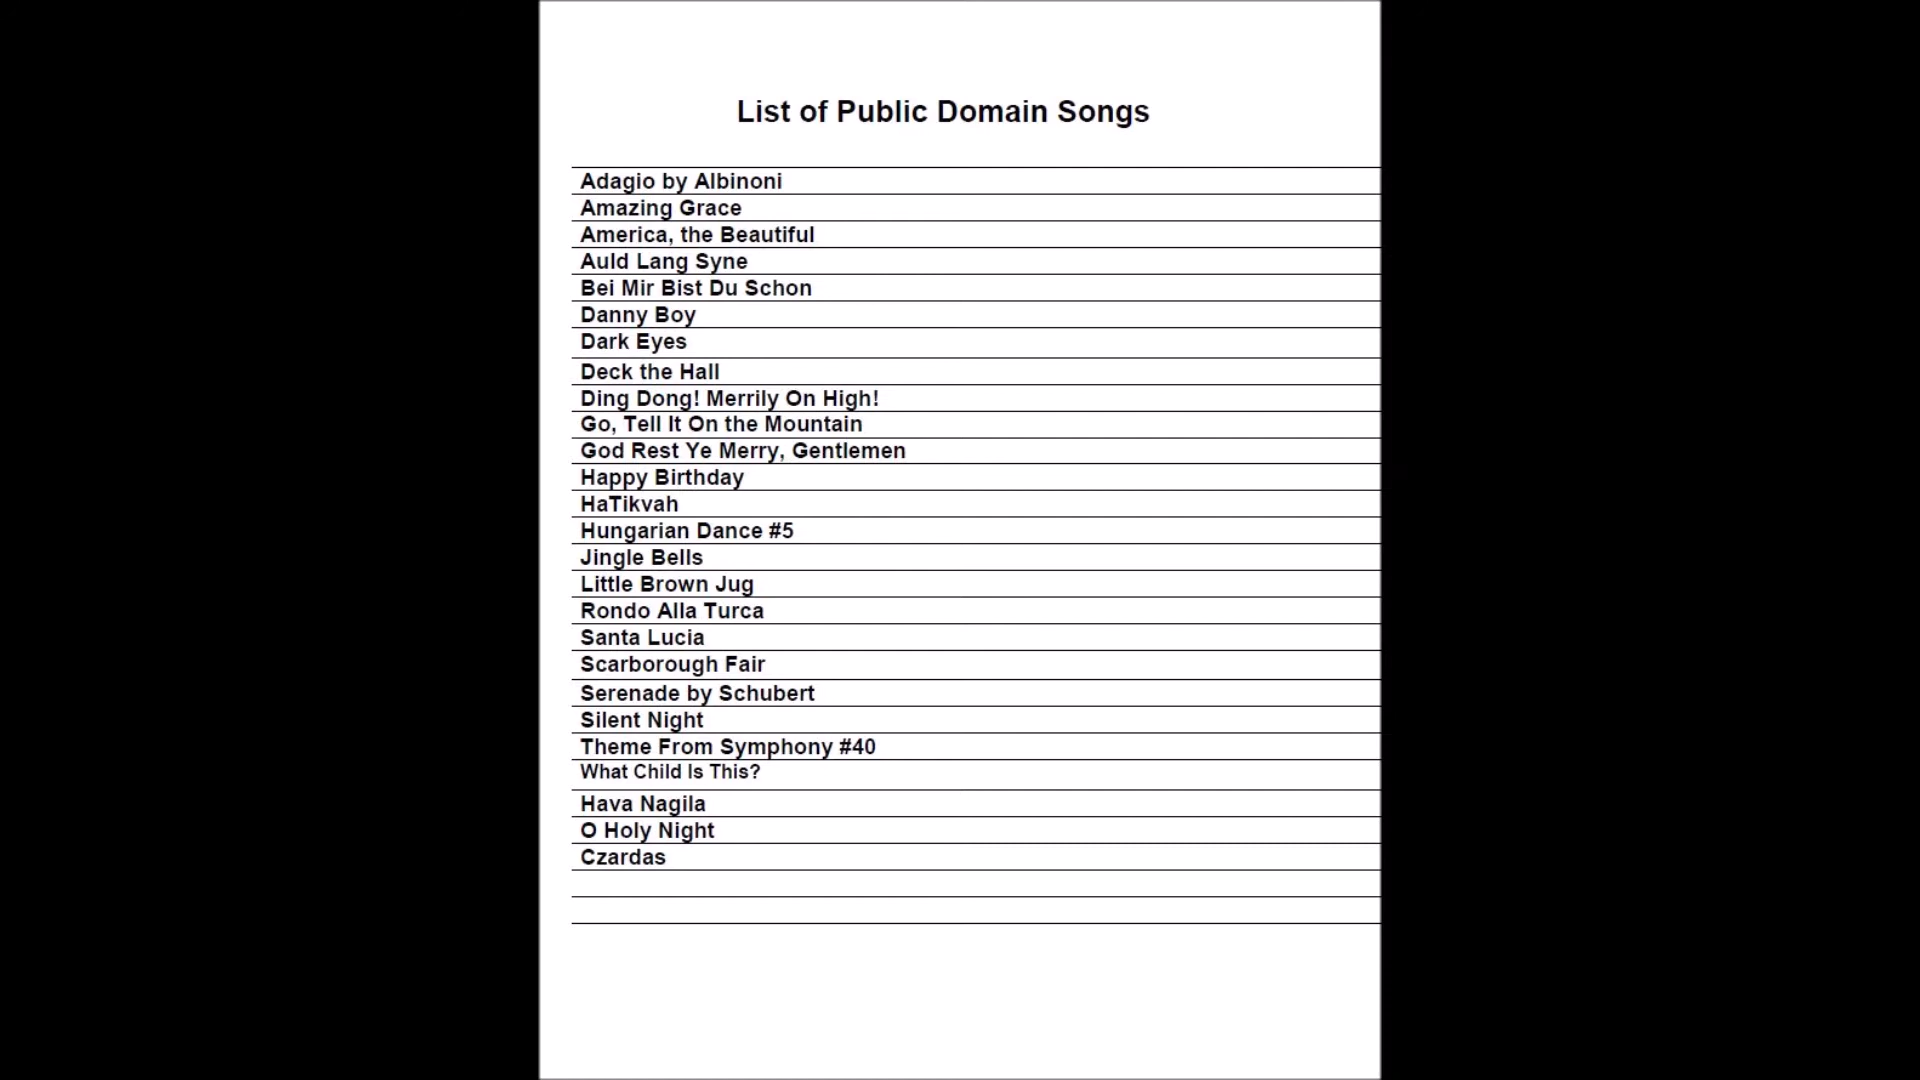 List of Public Domain Songs
Adagio by Albinoni
Amazing Grace
America, the Beautiful
Auld Lang Syne
Bei Mir Bist Du Schon
Danny Boy
Dark Eyes
Deck the Hall
Ding Dong! Merrily On High!
Go, Tell It On the Mountain
God Rest Ye Merry, Gentlemen
Happy Birthday
HaTikvah
Hungarian Dance #5
Jingle Bells
Little Brown Jug
Rondo Alla Turca
Santa Lucia
Scarborough Fair
Serenade by Schubert
Silent Night
Theme From Symphony #40
What Child Is This?
Hava Nagila
O Holy Night
Czardas